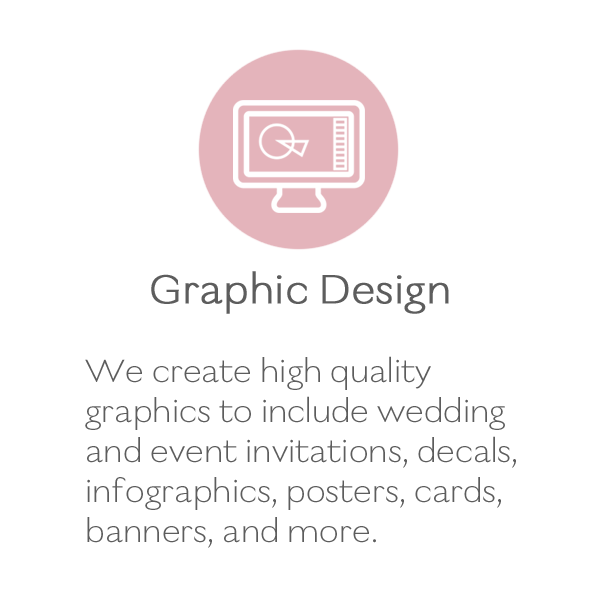 Graphic Design
We create high quality
graphics to include wedding
and event invitations, decals,
infographics, posters, cards,
banners, and more.